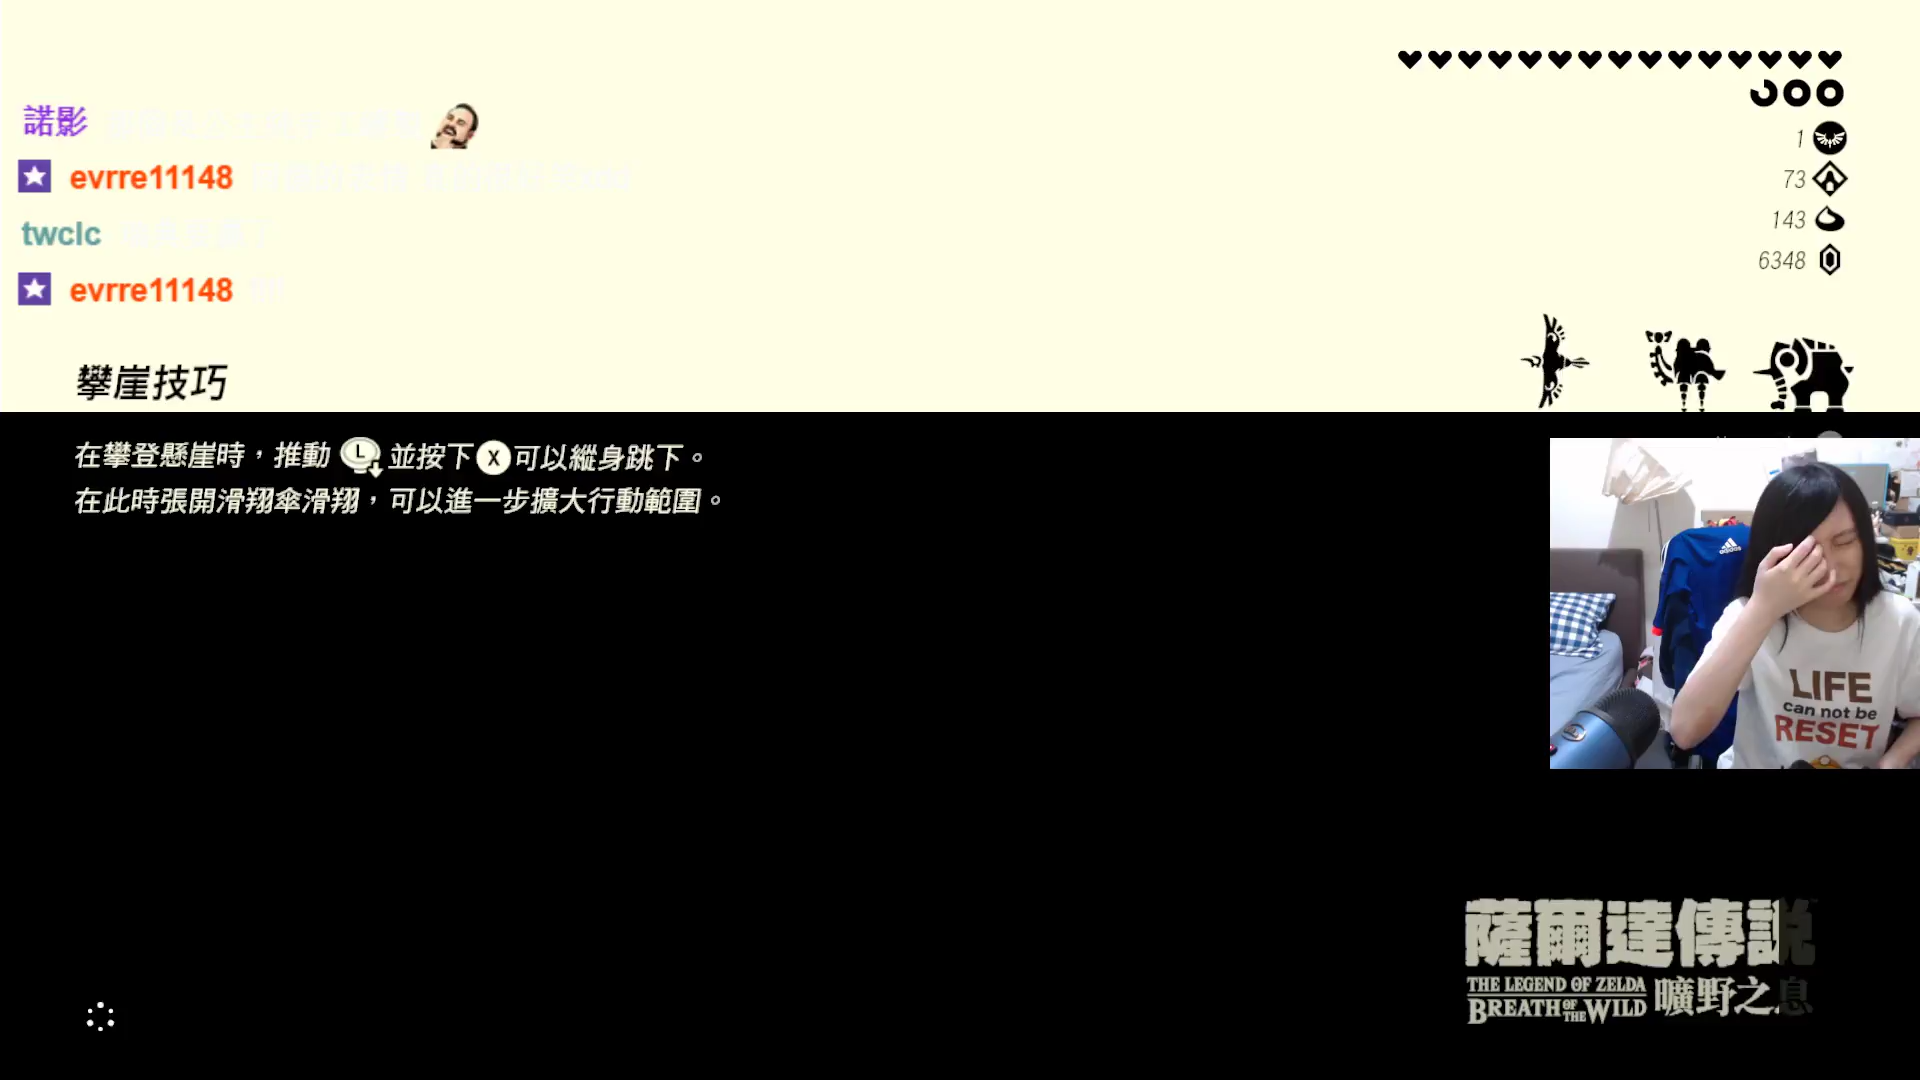 諾影
evrre11148
twclc
evrre11148
1
73
143
6348
攀崖技巧
在攀登懸崖時，推動 L 並按下 X 可以縱身跳下。
在此時張開滑翔傘滑翔，可以進一步擴大行動範圍。
adidas
LIFE
can not be
RESET
薩爾達傳説
THE LEGEND OF ZELDA
BREATH OF THE WILD
曠野之息